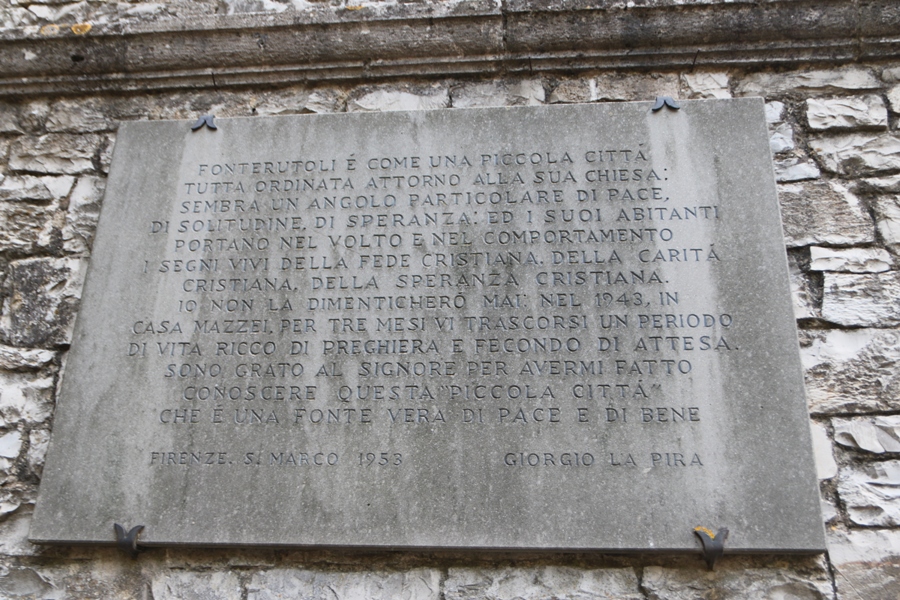 FONTERUTOLI É COME UNA PICCOLA CITTÁ
TUTTA ORDINATA ATTORNO ALLA SUA CHIESA:
SEMBRA UN ANGOLO PARTICOLARE DI PACE,
DI SOLITUDINE, DI SPERANZA: ED I SUOI ABITANTI
PORTANO NEL VOLTO E NEL COMPORTAMENTO
I SEGNI VIVI DELLA FEDE CRISTIANA, DELLA CARITÁ
CRISTIANA, DELLA SPERANZA CRISTIANA.
IO NON LA DIMENTICHERÓ MAI: NEL 1943, IN
CASA MAZZEI, PER TRE MESI VI TRASCORSI UN PERIODO
DI VITA RICCO DI PREGHIERA E FECONDO DI ATTESA.
SONO GRATO AL SIGNORE PER AVERMI FATTO
CONOSCERE QUESTA "PICCOLA CITTÁ"
CHE É UNA FONTE VERA DI PACE E DI BENE
FIRENZE, S. MARCO 1953 GIORGIO LA PIRA